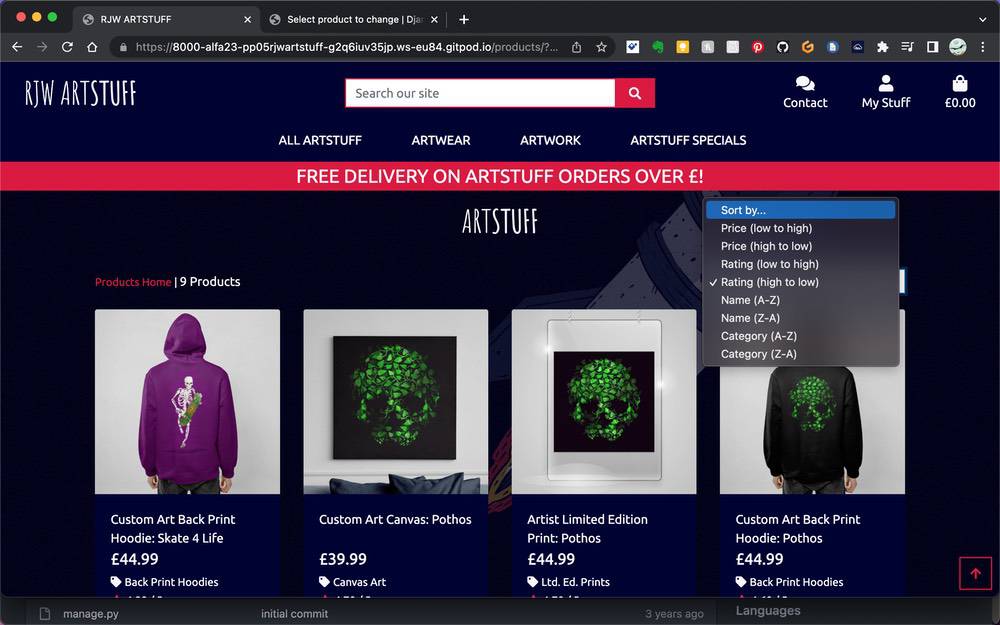 RJW ARTSTUFF
Select product to change | Dja
https://8000-alfa23-pp05rjwartstuff-g2q6iuv35jp.ws-eu84.gitpod.io/products/?...
RJW ARTSTUFF
Search our site
Contact
My Stuff
£0.00
ALL ARTSTUFF
ARTWEAR
ARTWORK
ARTSTUFF SPECIALS
FREE DELIVERY ON ARTSTUFF ORDERS OVER £!
ARTSTUFF
Products Home | 9 Products
Sort by...
Price (low to high)
Price (high to low)
Rating (low to high)
✓ Rating (high to low)
Name (A-Z)
Name (Z-A)
Category (A-Z)
Category (Z-A)
Custom Art Back Print
Hoodie: Skate 4 Life
£44.99
Back Print Hoodies
Custom Art Canvas: Pothos
£39.99
Canvas Art
Artist Limited Edition
Print: Pothos
£44.99
Ltd. Ed. Prints
Custom Art Back Print
Hoodie: Pothos
£44.99
Back Print Hoodies
manage.py
initial commit
3 years ago
Languages